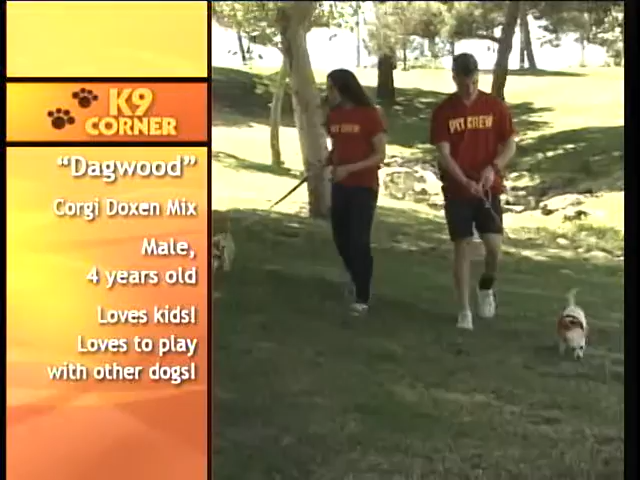 K9
CORNER
"Dagwood"
Corgi Doxen Mix
Male,
4 years old
Loves kids!
Loves to play
with other dogs!
PIT CREW
PIT CREW